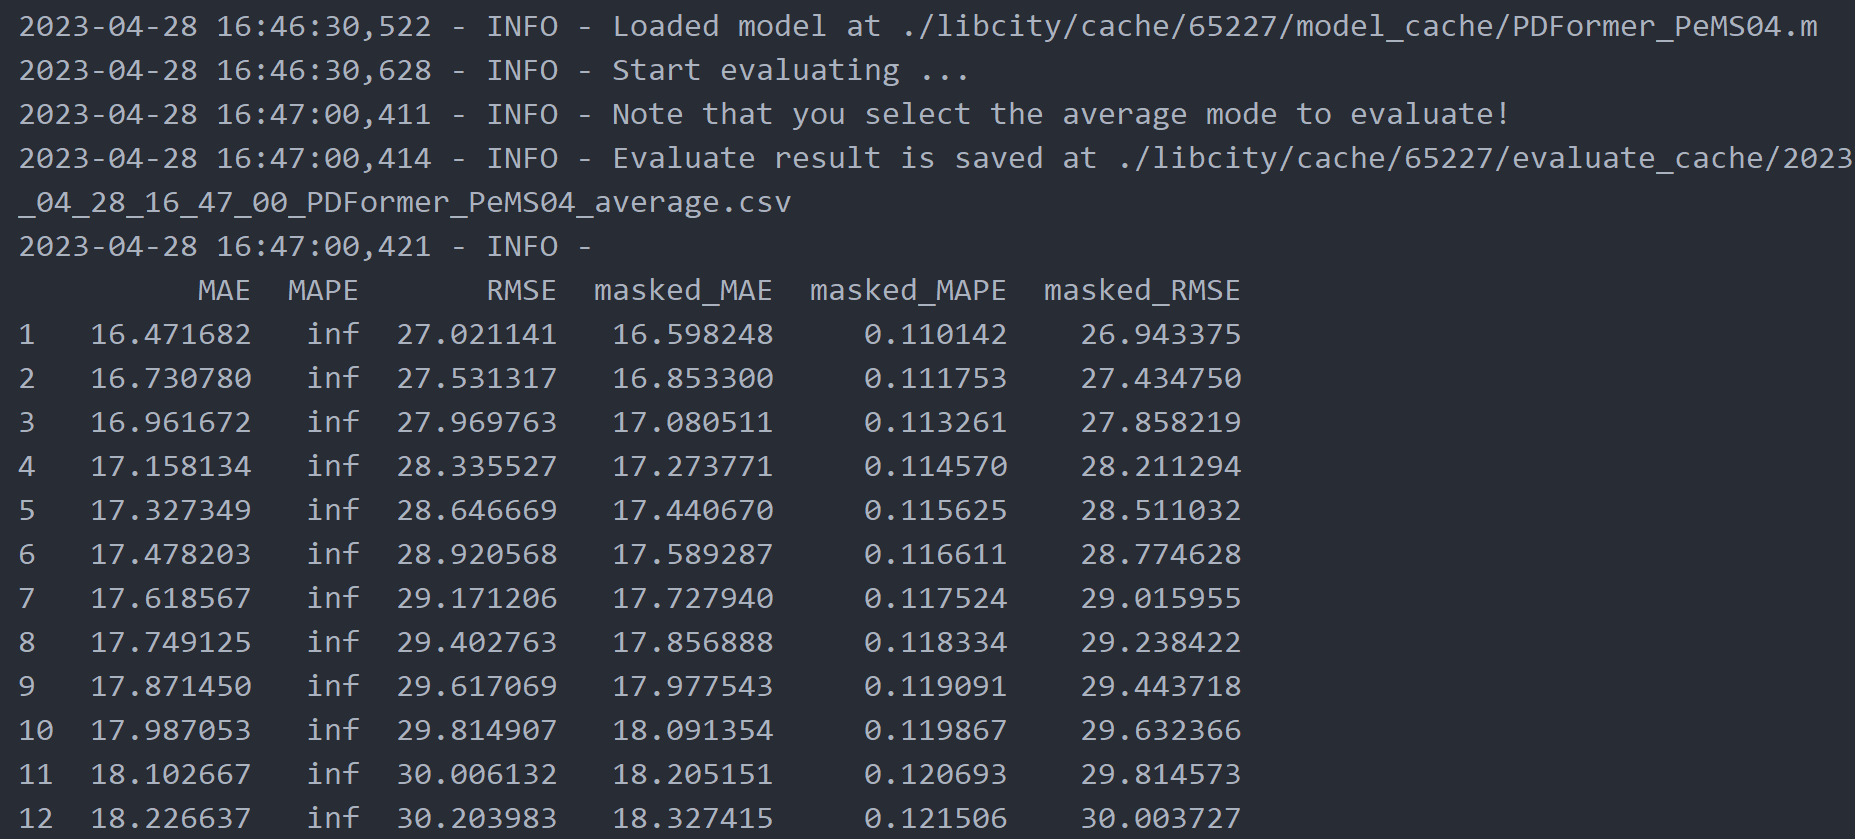 2023-04-28 16:46:30,522 - INFO - Loaded model at ./libcity/cache/65227/model_cache/PDFormer_PeMS04.m
2023-04-28 16:46:30,628 - INFO - Start evaluating ...
2023-04-28 16:47:00,411 - INFO - Note that you select the average mode to evaluate!
2023-04-28 16:47:00,414 - INFO - Evaluate result is saved at ./libcity/cache/65227/evaluate_cache/2023
_04_28_16_47_00_PDFormer_PeMS04_average.csv
2023-04-28 16:47:00,421 - INFO -
MAE MAPE RMSE masked_MAE masked_MAPE masked_RMSE
1 16.471682 inf 27.021141 16.598248 0.110142 26.943375
2 16.730780 inf 27.531317 16.853300 0.111753 27.434750
3 16.961672 inf 27.969763 17.080511 0.113261 27.858219
4 17.158134 inf 28.335527 17.273771 0.114570 28.211294
5 17.327349 inf 28.646669 17.440670 0.115625 28.511032
6 17.478203 inf 28.920568 17.589287 0.116611 28.774628
7 17.618567 inf 29.171206 17.727940 0.117524 29.015955
8 17.749125 inf 29.402763 17.856888 0.118334 29.238422
9 17.871450 inf 29.617069 17.977543 0.119091 29.443718
10 17.987053 inf 29.814907 18.091354 0.119867 29.632366
11 18.102667 inf 30.006132 18.205151 0.120693 29.814573
12 18.226637 inf 30.203983 18.327415 0.121506 30.003727